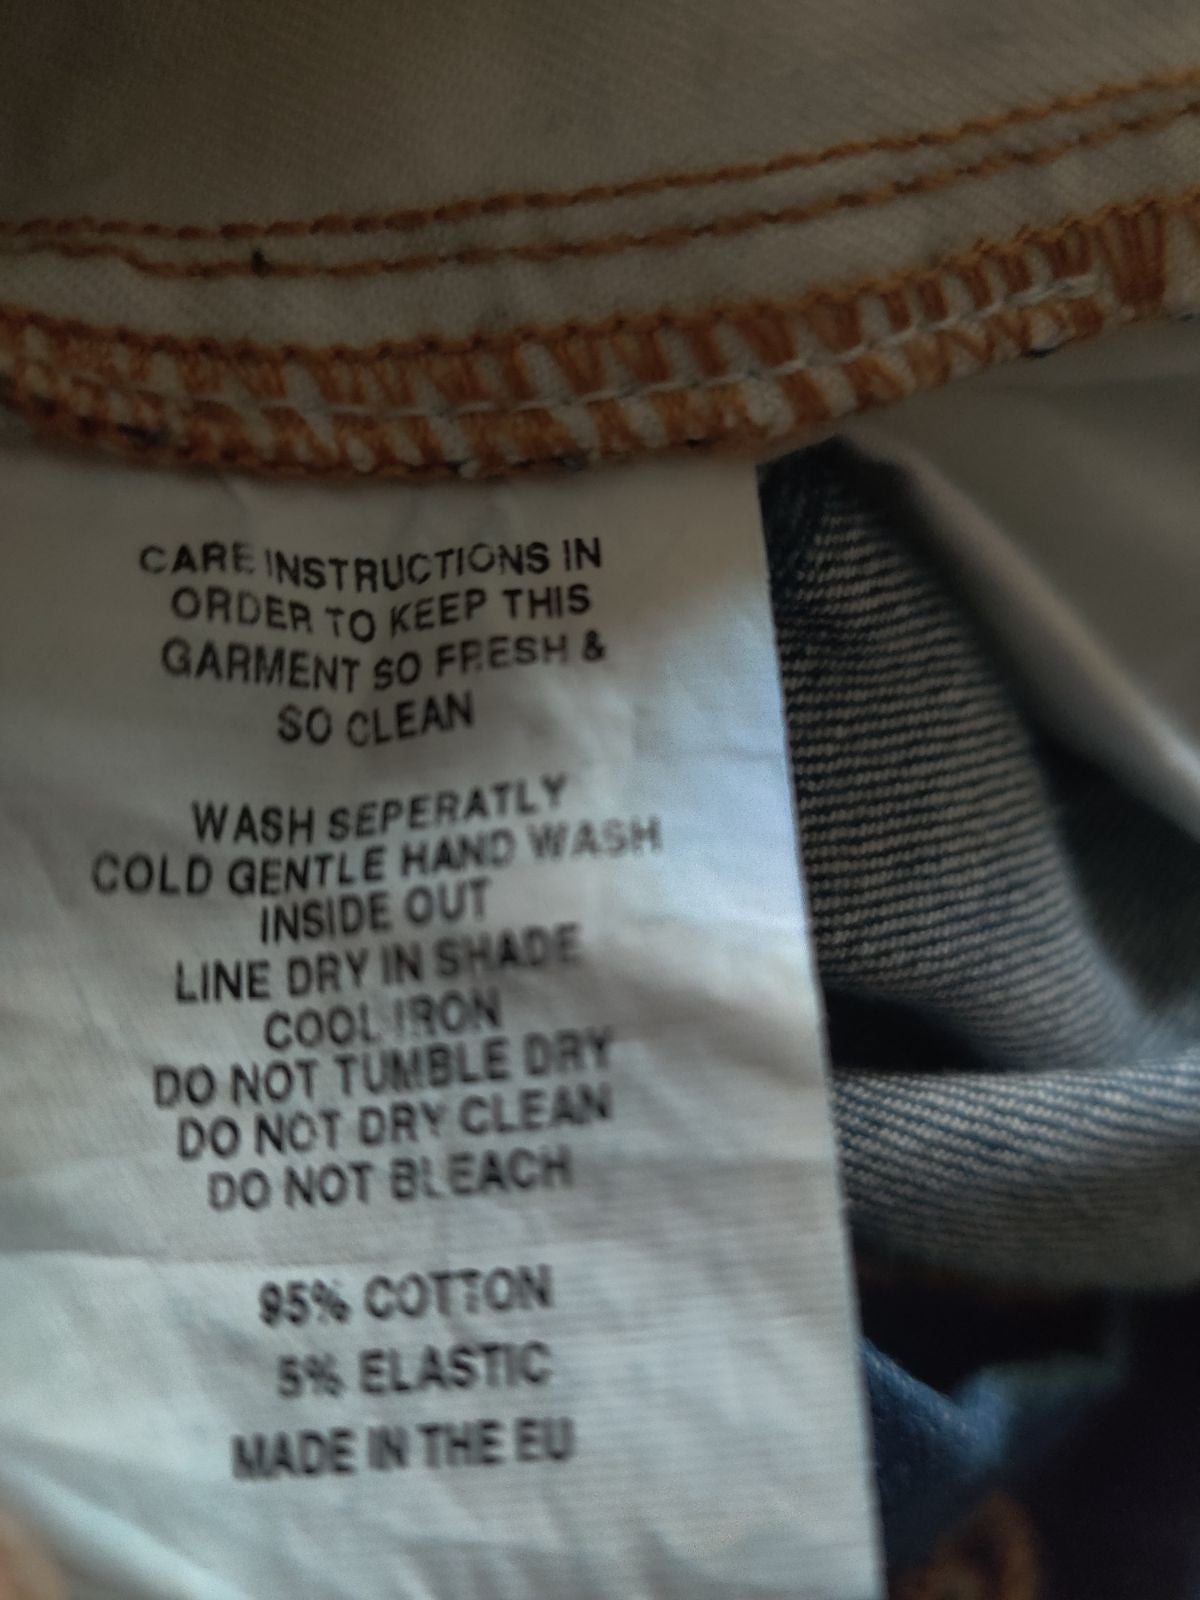 CARE INSTRUCTIONS IN
ORDER TO KEEP THIS
GARMENT SO FRESH &
SO CLEAN
WASH SEPERATLY
COLD GENTLE HAND WASH
INSIDE OUT
LINE DRY IN SHADE
COOL IRON
DO NOT TUMBLE DRY
DO NOT DRY CLEAN
DO NOT BLEACH
95% COTTON
5% ELASTIC
MADE IN THE EU